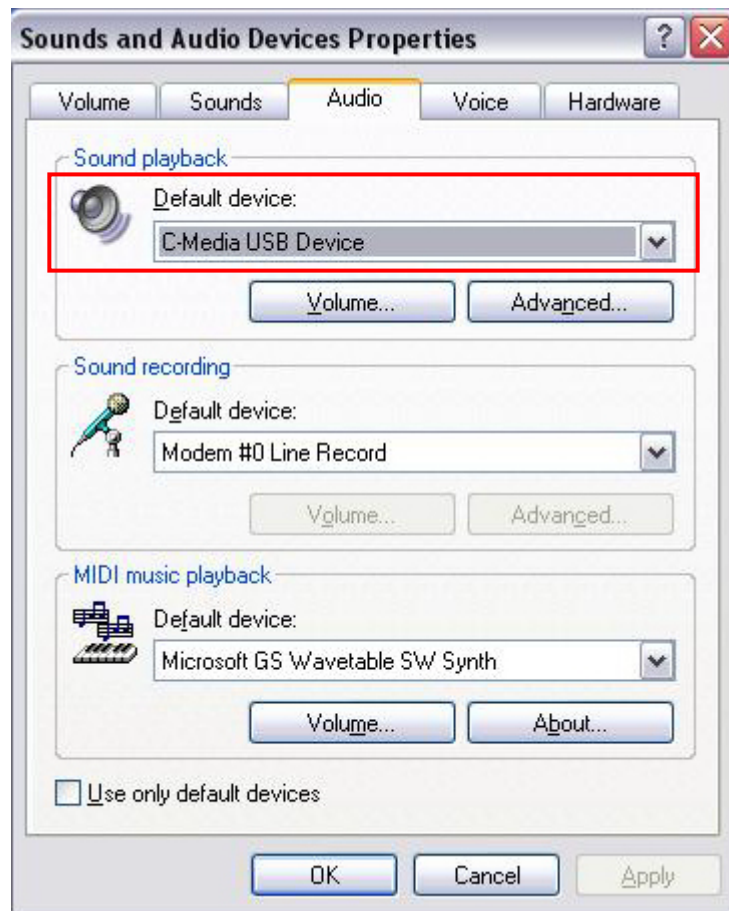 Sounds and Audio Devices Properties ?
Volume Sounds Audio Voice Hardware
Sound playback
Default device:
C-Media USB Device
Volume... Advanced...
Sound recording
Default device:
Modem #0 Line Record
Volume... Advanced...
MIDI music playback
Default device:
Microsoft GS Wavetable SW Synth
Volume... About...
Use only default devices
OK Cancel Apply